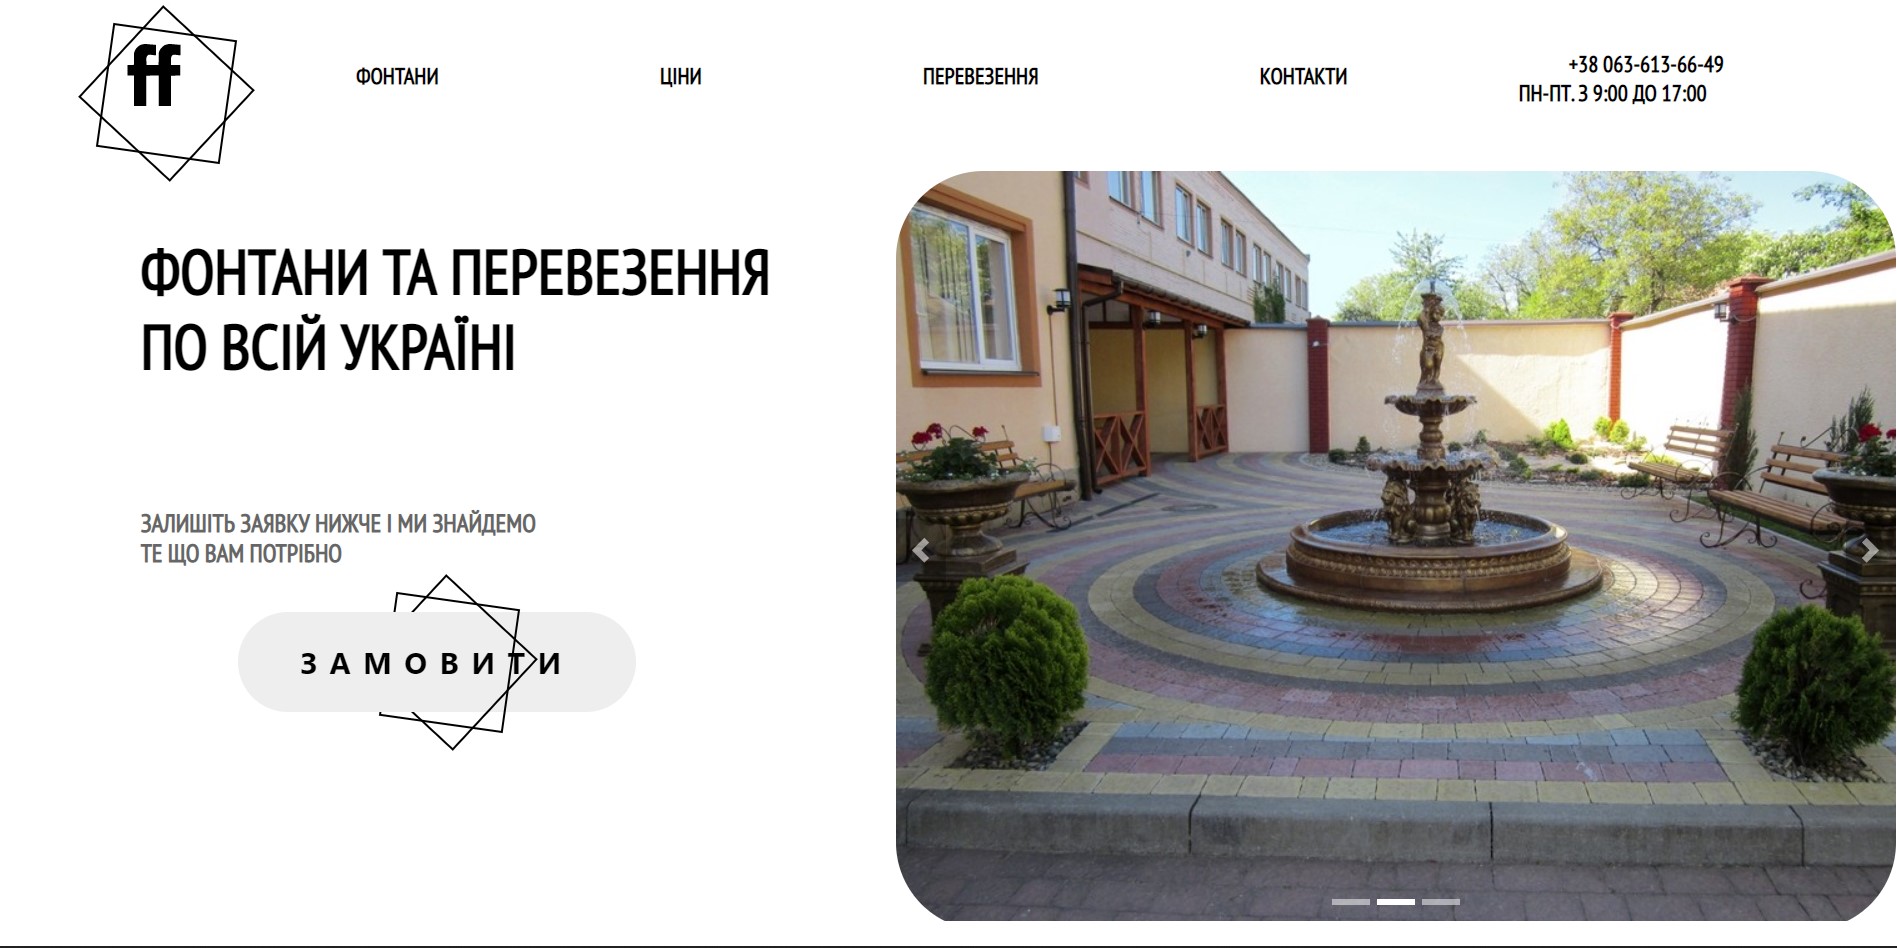 ff
ФОНТАНИ
ЦІНИ
ПЕРЕВЕЗЕННЯ
КОНТАКТИ
+38 063-613-66-49
ПН-ПТ. З 9:00 ДО 17:00
ФОНТАНИ ТА ПЕРЕВЕЗЕННЯ
ПО ВСІЙ УКРАЇНІ
ЗАЛИШІТЬ ЗАЯВКУ НИЖЧЕ І МИ ЗНАЙДЕМО
ТЕ ЩО ВАМ ПОТРІБНО
ЗАМОВИТИ